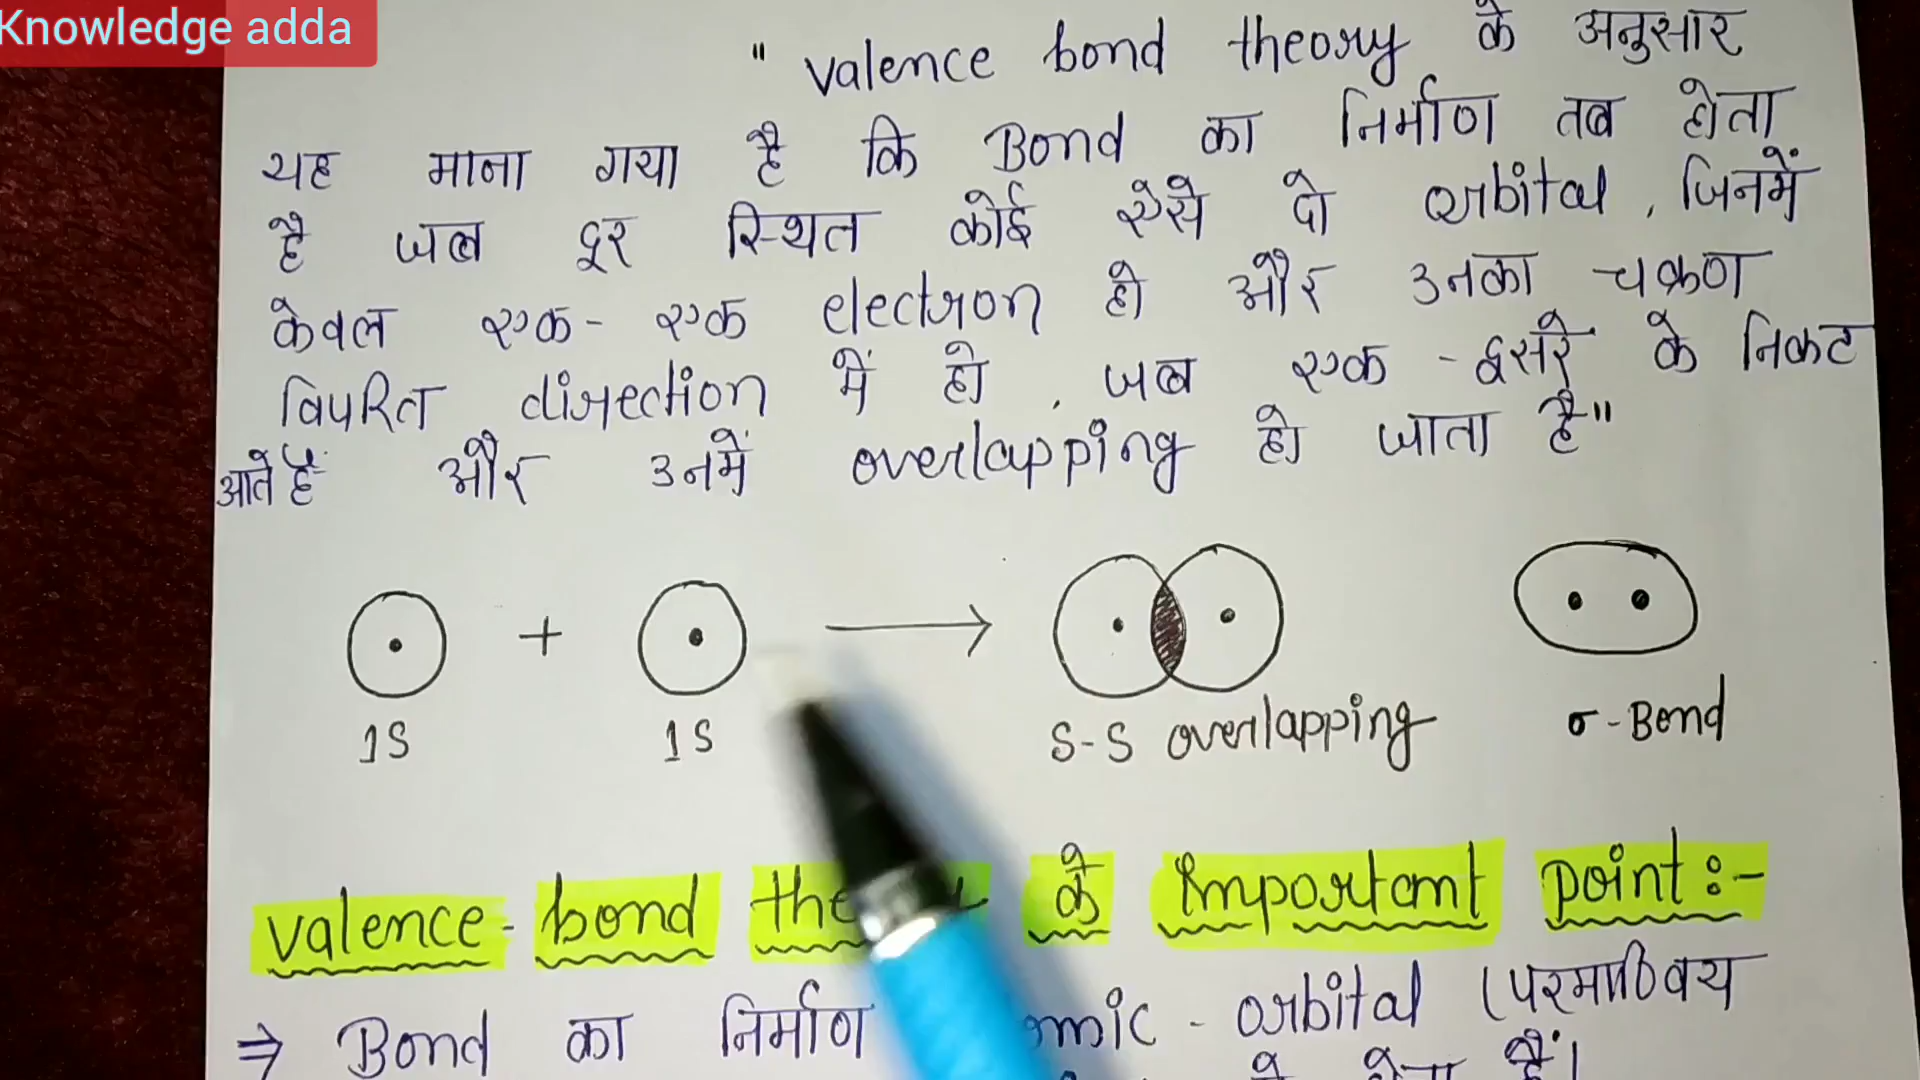 Knowledge adda
" valence bond theory के अनुसार
यह माना गया है कि Bond का निर्माण तब होता
है जब दूर स्थित कोई ऐसे दो orbital , जिनमें
केवल एक - एक electron हो और उनका चक्रण
विपरित direction में हो , जब एक - दूसरे के निकट
आते हैं और उनमें overlapping हो जाता है"
+
1S 1S S-S overlapping σ-Bond
valence - bond के important point :-
⇒ Bond का निर्माण - orbital (परमाण्विय
हैं।